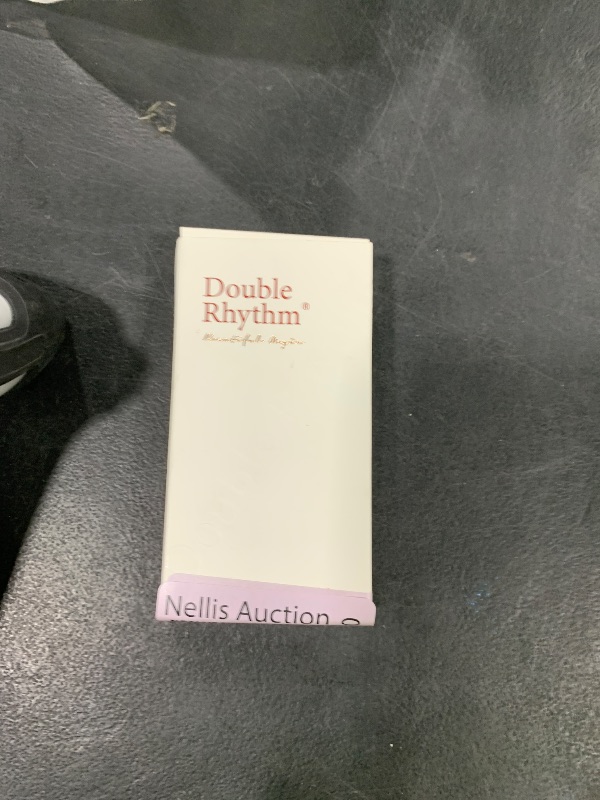 Double
Rhythm®
Nellis Auction